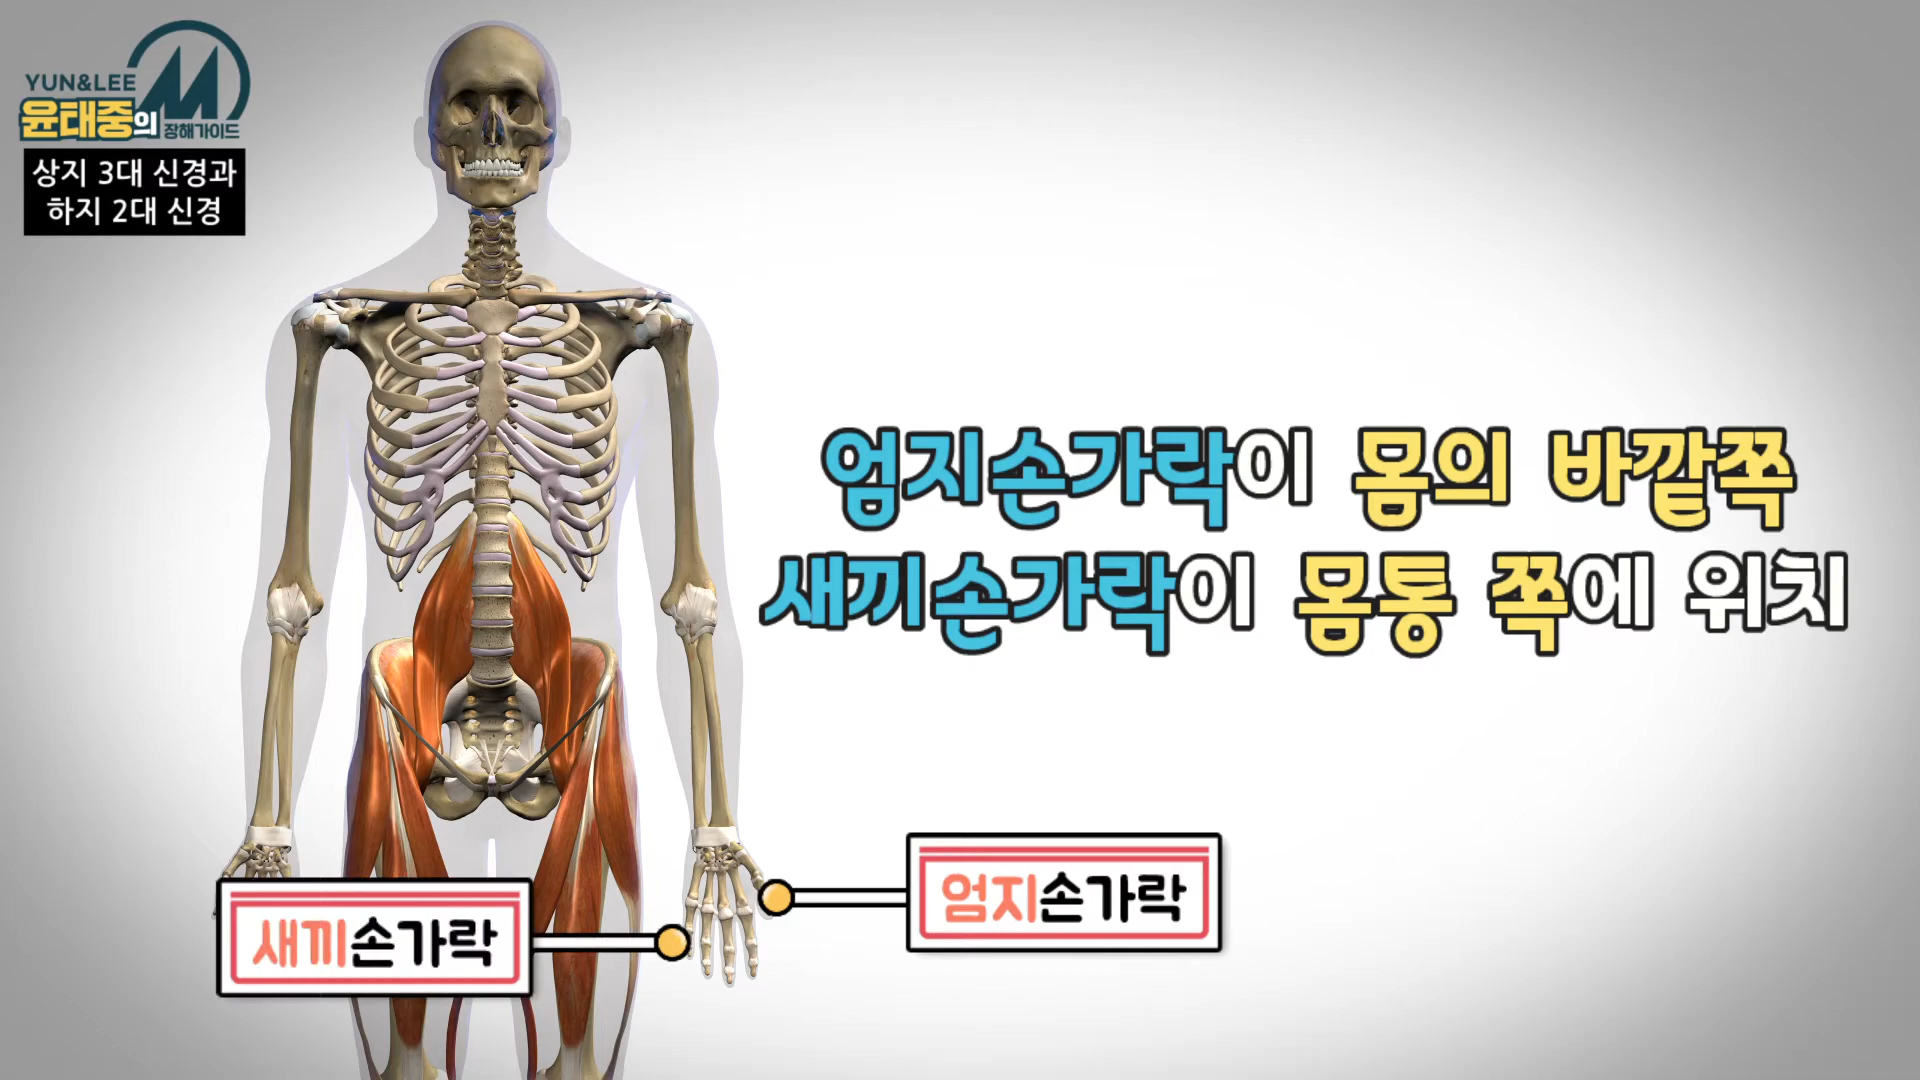 YUN&LEE
윤태중의 장해가이드
상지 3대 신경과
하지 2대 신경
엄지손가락이 몸의 바깥쪽
새끼손가락이 몸통 쪽에 위치
엄지손가락
새끼손가락